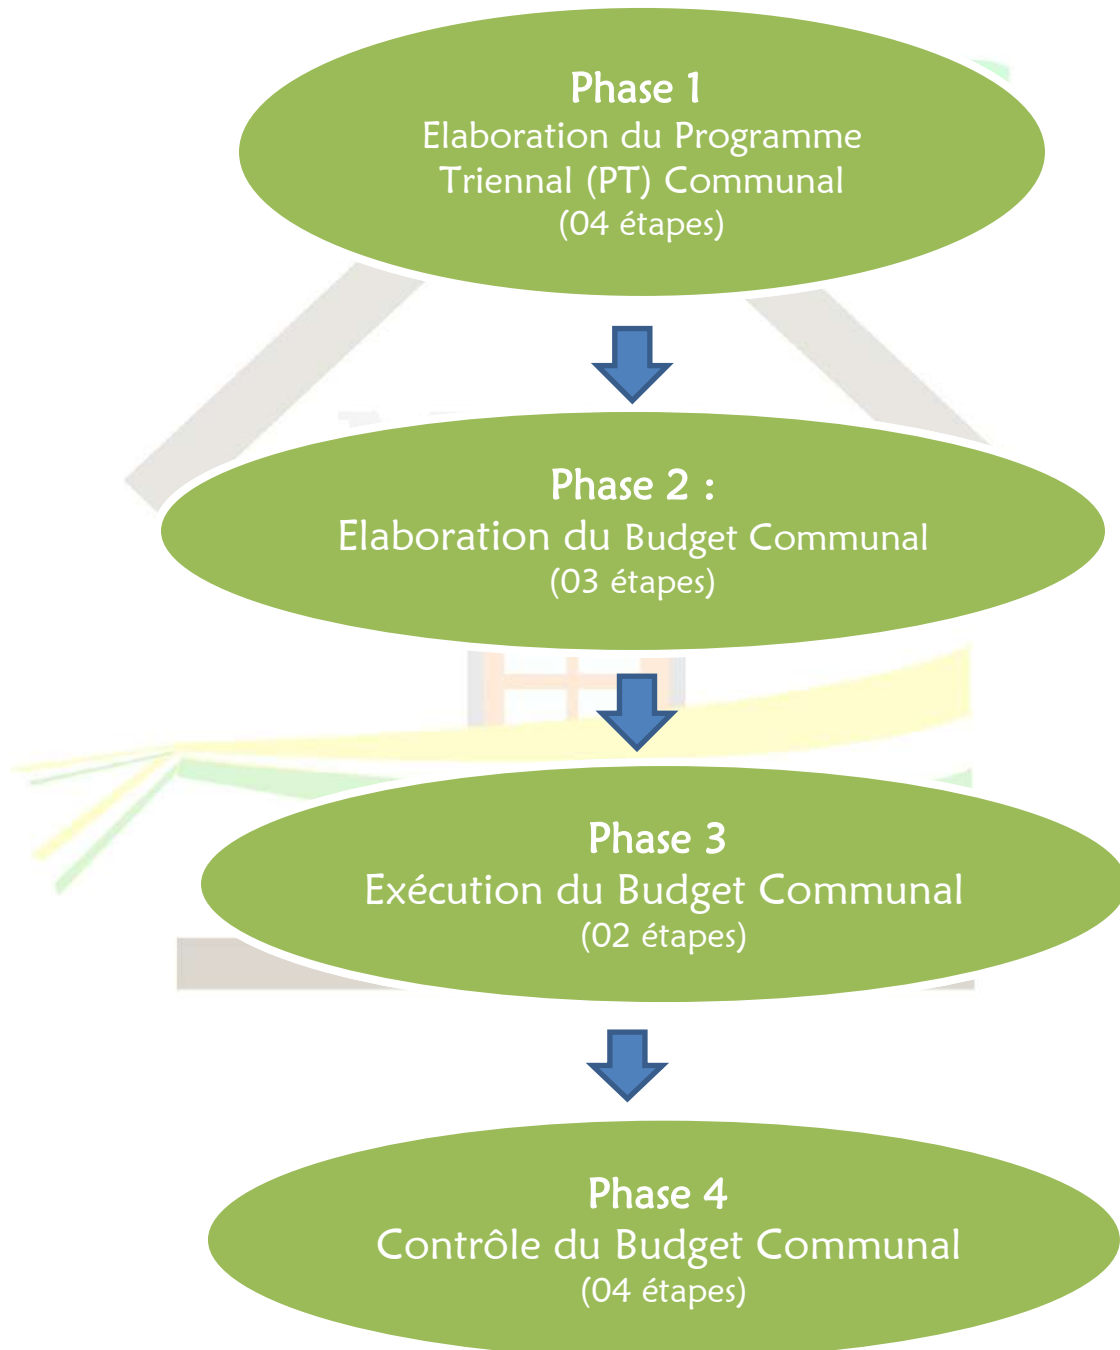 Phase 1
Elaboration du Programme
Triennal (PT) Communal
(04 étapes)
Phase 2 :
Elaboration du Budget Communal
(03 étapes)
Phase 3
Exécution du Budget Communal
(02 étapes)
Phase 4
Contrôle du Budget Communal
(04 étapes)